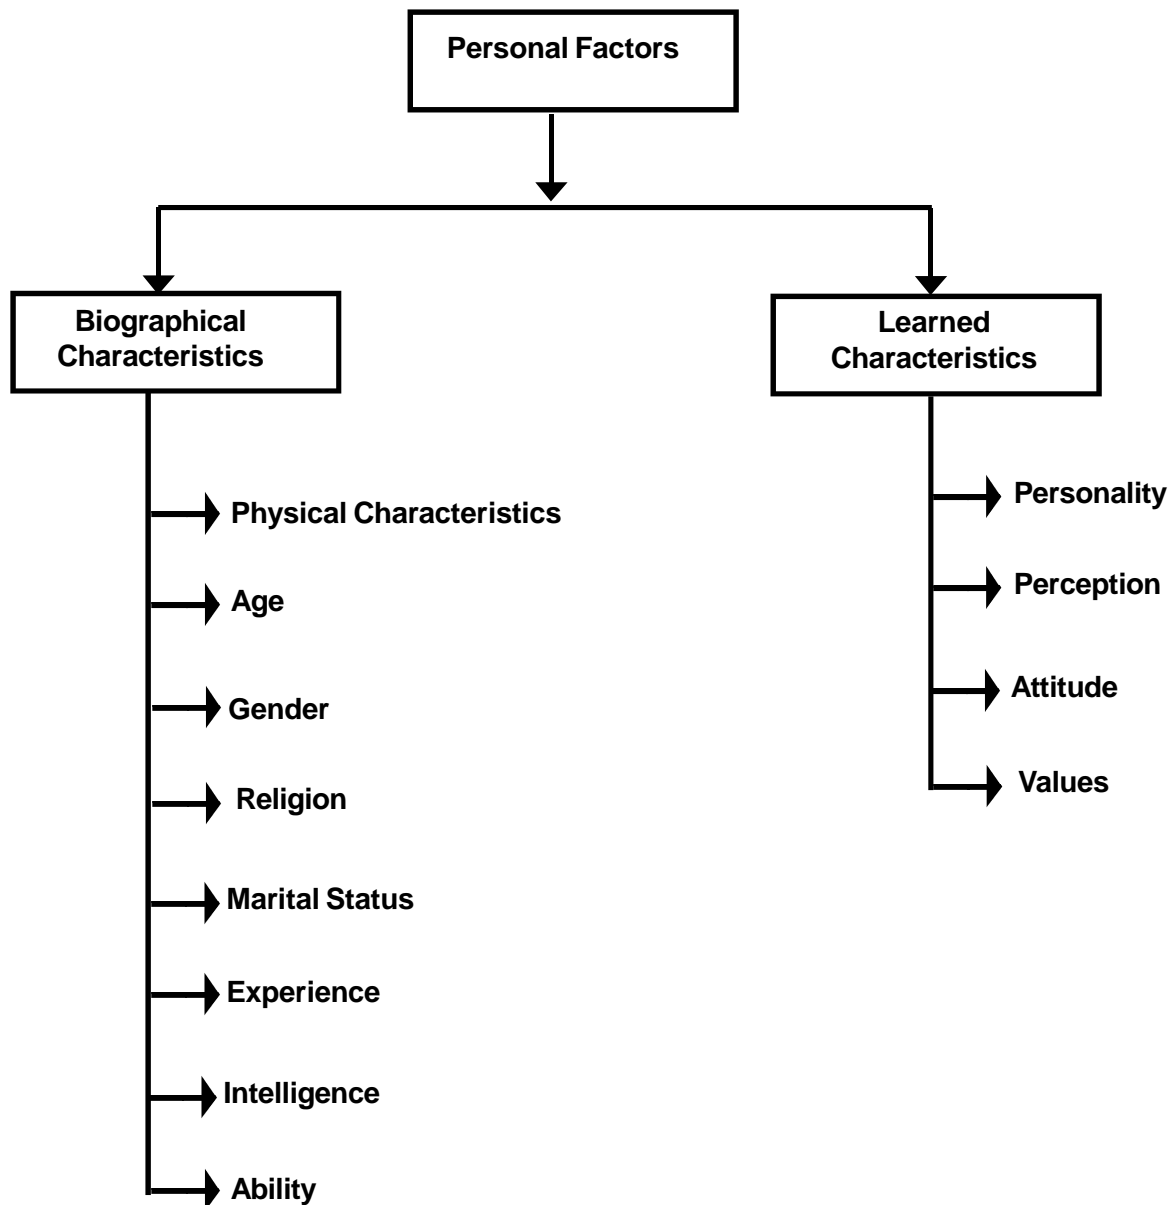 Personal Factors
Biographical
Characteristics
Learned
Characteristics
Physical Characteristics
Age
Gender
Religion
Marital Status
Experience
Intelligence
Ability
Personality
Perception
Attitude
Values